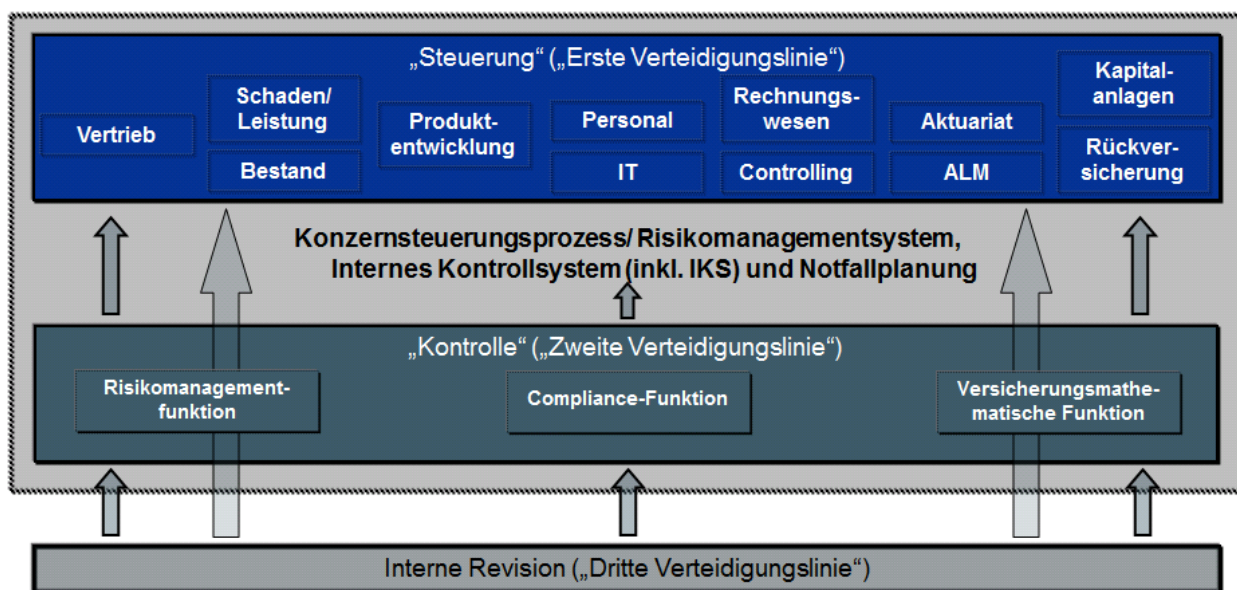 „Steuerung“ („Erste Verteidigungslinie“)
Vertrieb
Schaden/
Leistung
Bestand
Produkt-
entwicklung
Personal
IT
Rechnungs-
wesen
Controlling
Aktuariat
ALM
Kapital-
anlagen
Rückver-
sicherung
Konzernsteuerungsprozess/ Risikomanagementsystem,
Internes Kontrollsystem (inkl. IKS) und Notfallplanung
„Kontrolle“ („Zweite Verteidigungslinie“)
Risikomanagement-
funktion
Compliance-Funktion
Versicherungsmathe-
matische Funktion
Interne Revision („Dritte Verteidigungslinie“)